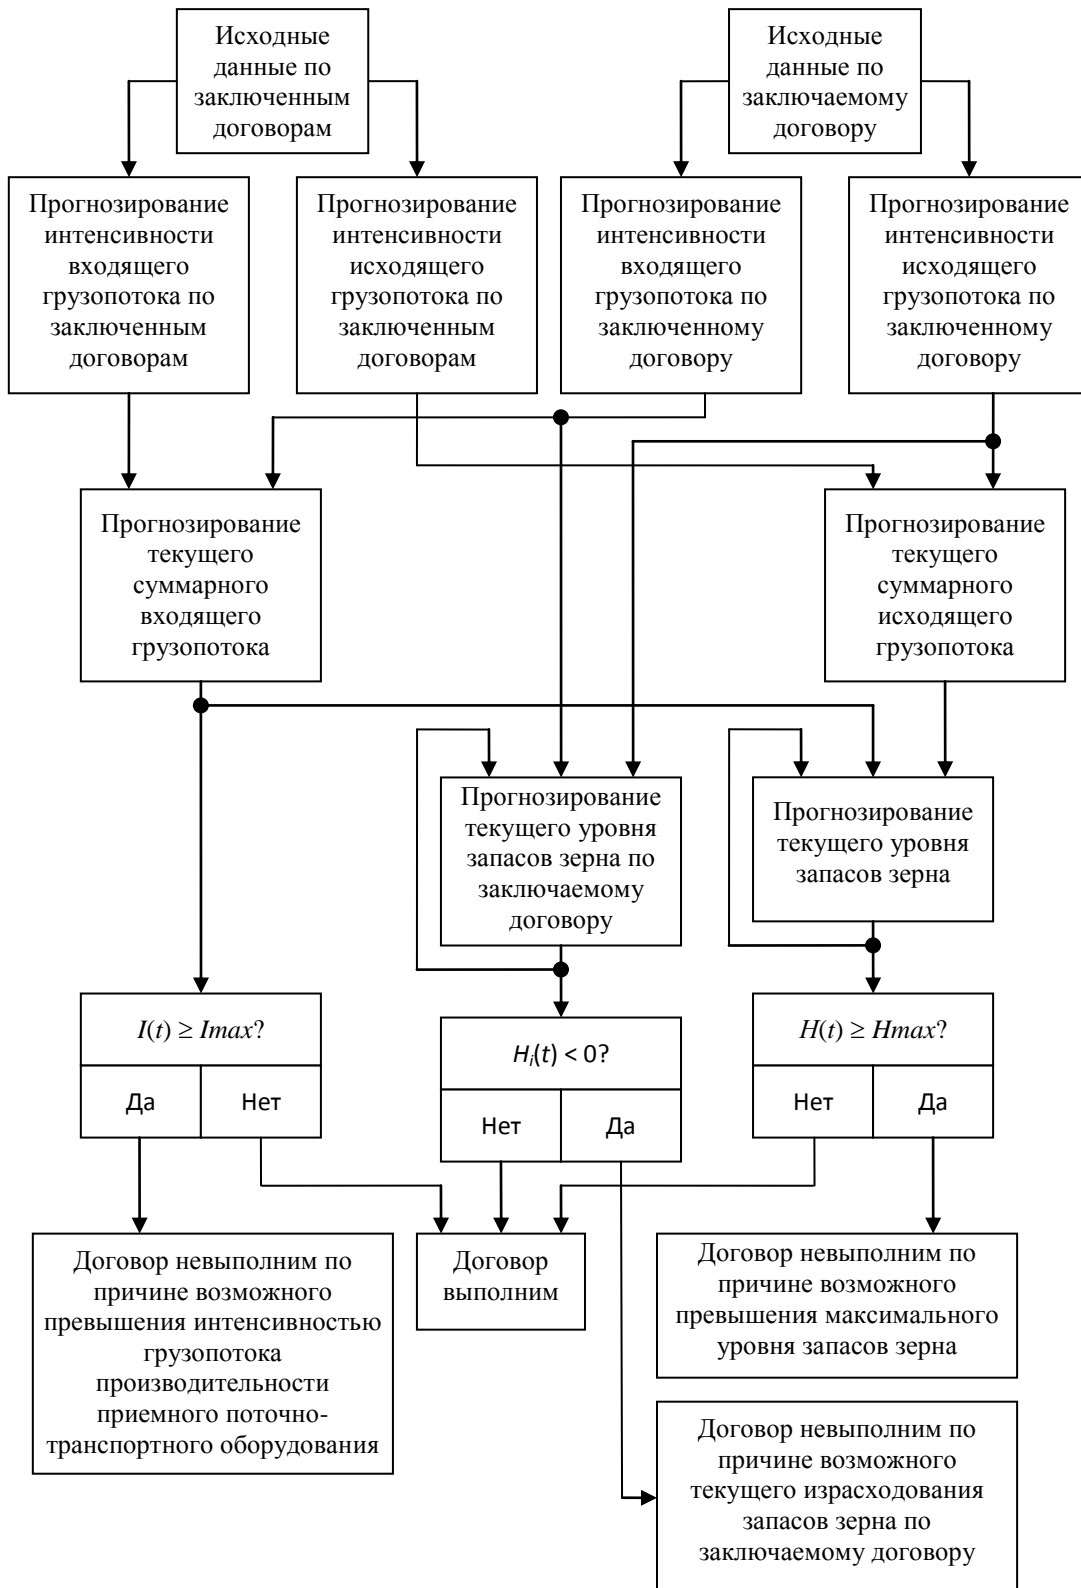 Исходные
данные по
заключенным
договорам
Исходные
данные по
заключаемому
договору
Прогнозирование
интенсивности
входящего
грузопотока по
заключенным
договорам
Прогнозирование
интенсивности
исходящего
грузопотока по
заключенным
договорам
Прогнозирование
интенсивности
входящего
грузопотока по
заключенному
договору
Прогнозирование
интенсивности
исходящего
грузопотока по
заключенному
договору
Прогнозирование
текущего
суммарного
входящего
грузопотока
Прогнозирование
текущего
суммарного
исходящего
грузопотока
Прогнозирование
текущего уровня
запасов зерна по
заключаемому
договору
Прогнозирование
текущего уровня
запасов зерна
I(t) ≥ Imax?
Да
Нет
Hi(t) < 0?
Нет
Да
H(t) ≥ Hmax?
Нет
Да
Договор невыполним по
причине возможного
превышения интенсивностью
грузопотока
производительности
приемного поточно-
транспортного оборудования
Договор
выполним
Договор невыполним по
причине возможного
превышения максимального
уровня запасов зерна
Договор невыполним по
причине возможного
текущего израсходования
запасов зерна по
заключаемому договору